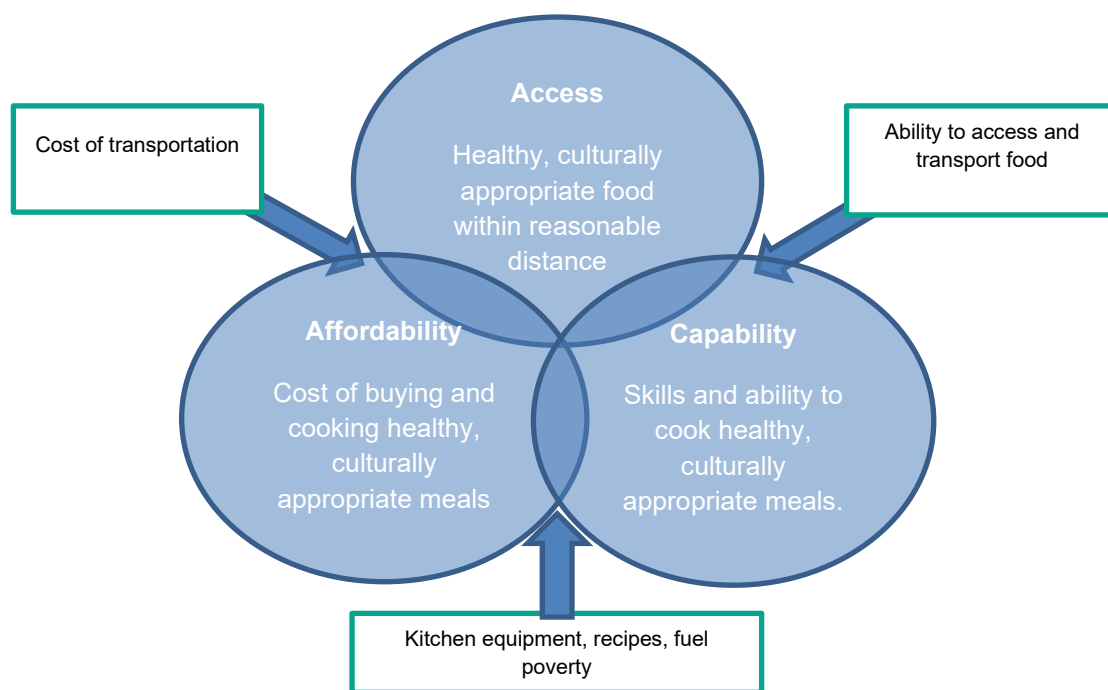 Access
Healthy, culturally
appropriate food
within reasonable
distance
Cost of transportation
Ability to access and
transport food
Affordability
Cost of buying and
cooking healthy,
culturally
appropriate meals
Capability
Skills and ability to
cook healthy,
culturally
appropriate meals.
Kitchen equipment, recipes, fuel
poverty